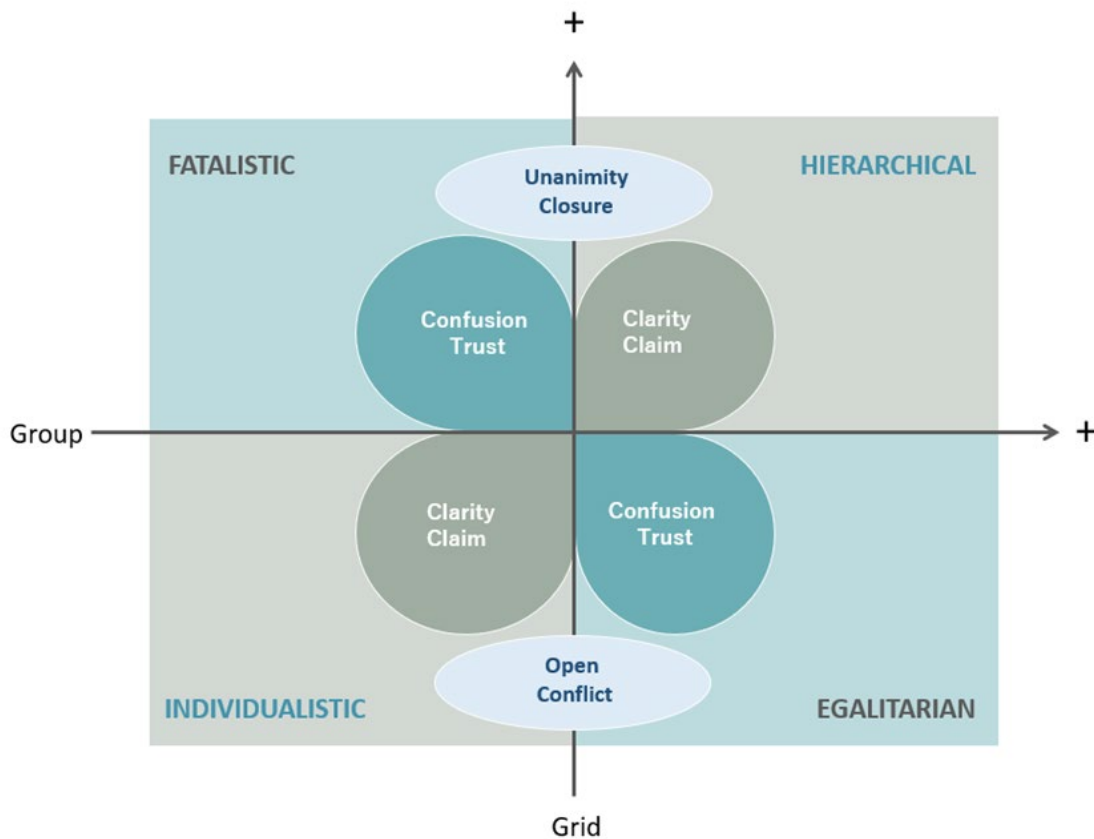 +
FATALISTIC
HIERARCHICAL
Unanimity
Closure
Confusion
Trust
Clarity
Claim
Group
+
Clarity
Claim
Confusion
Trust
Open
Conflict
INDIVIDUALISTIC
EGALITARIAN
Grid